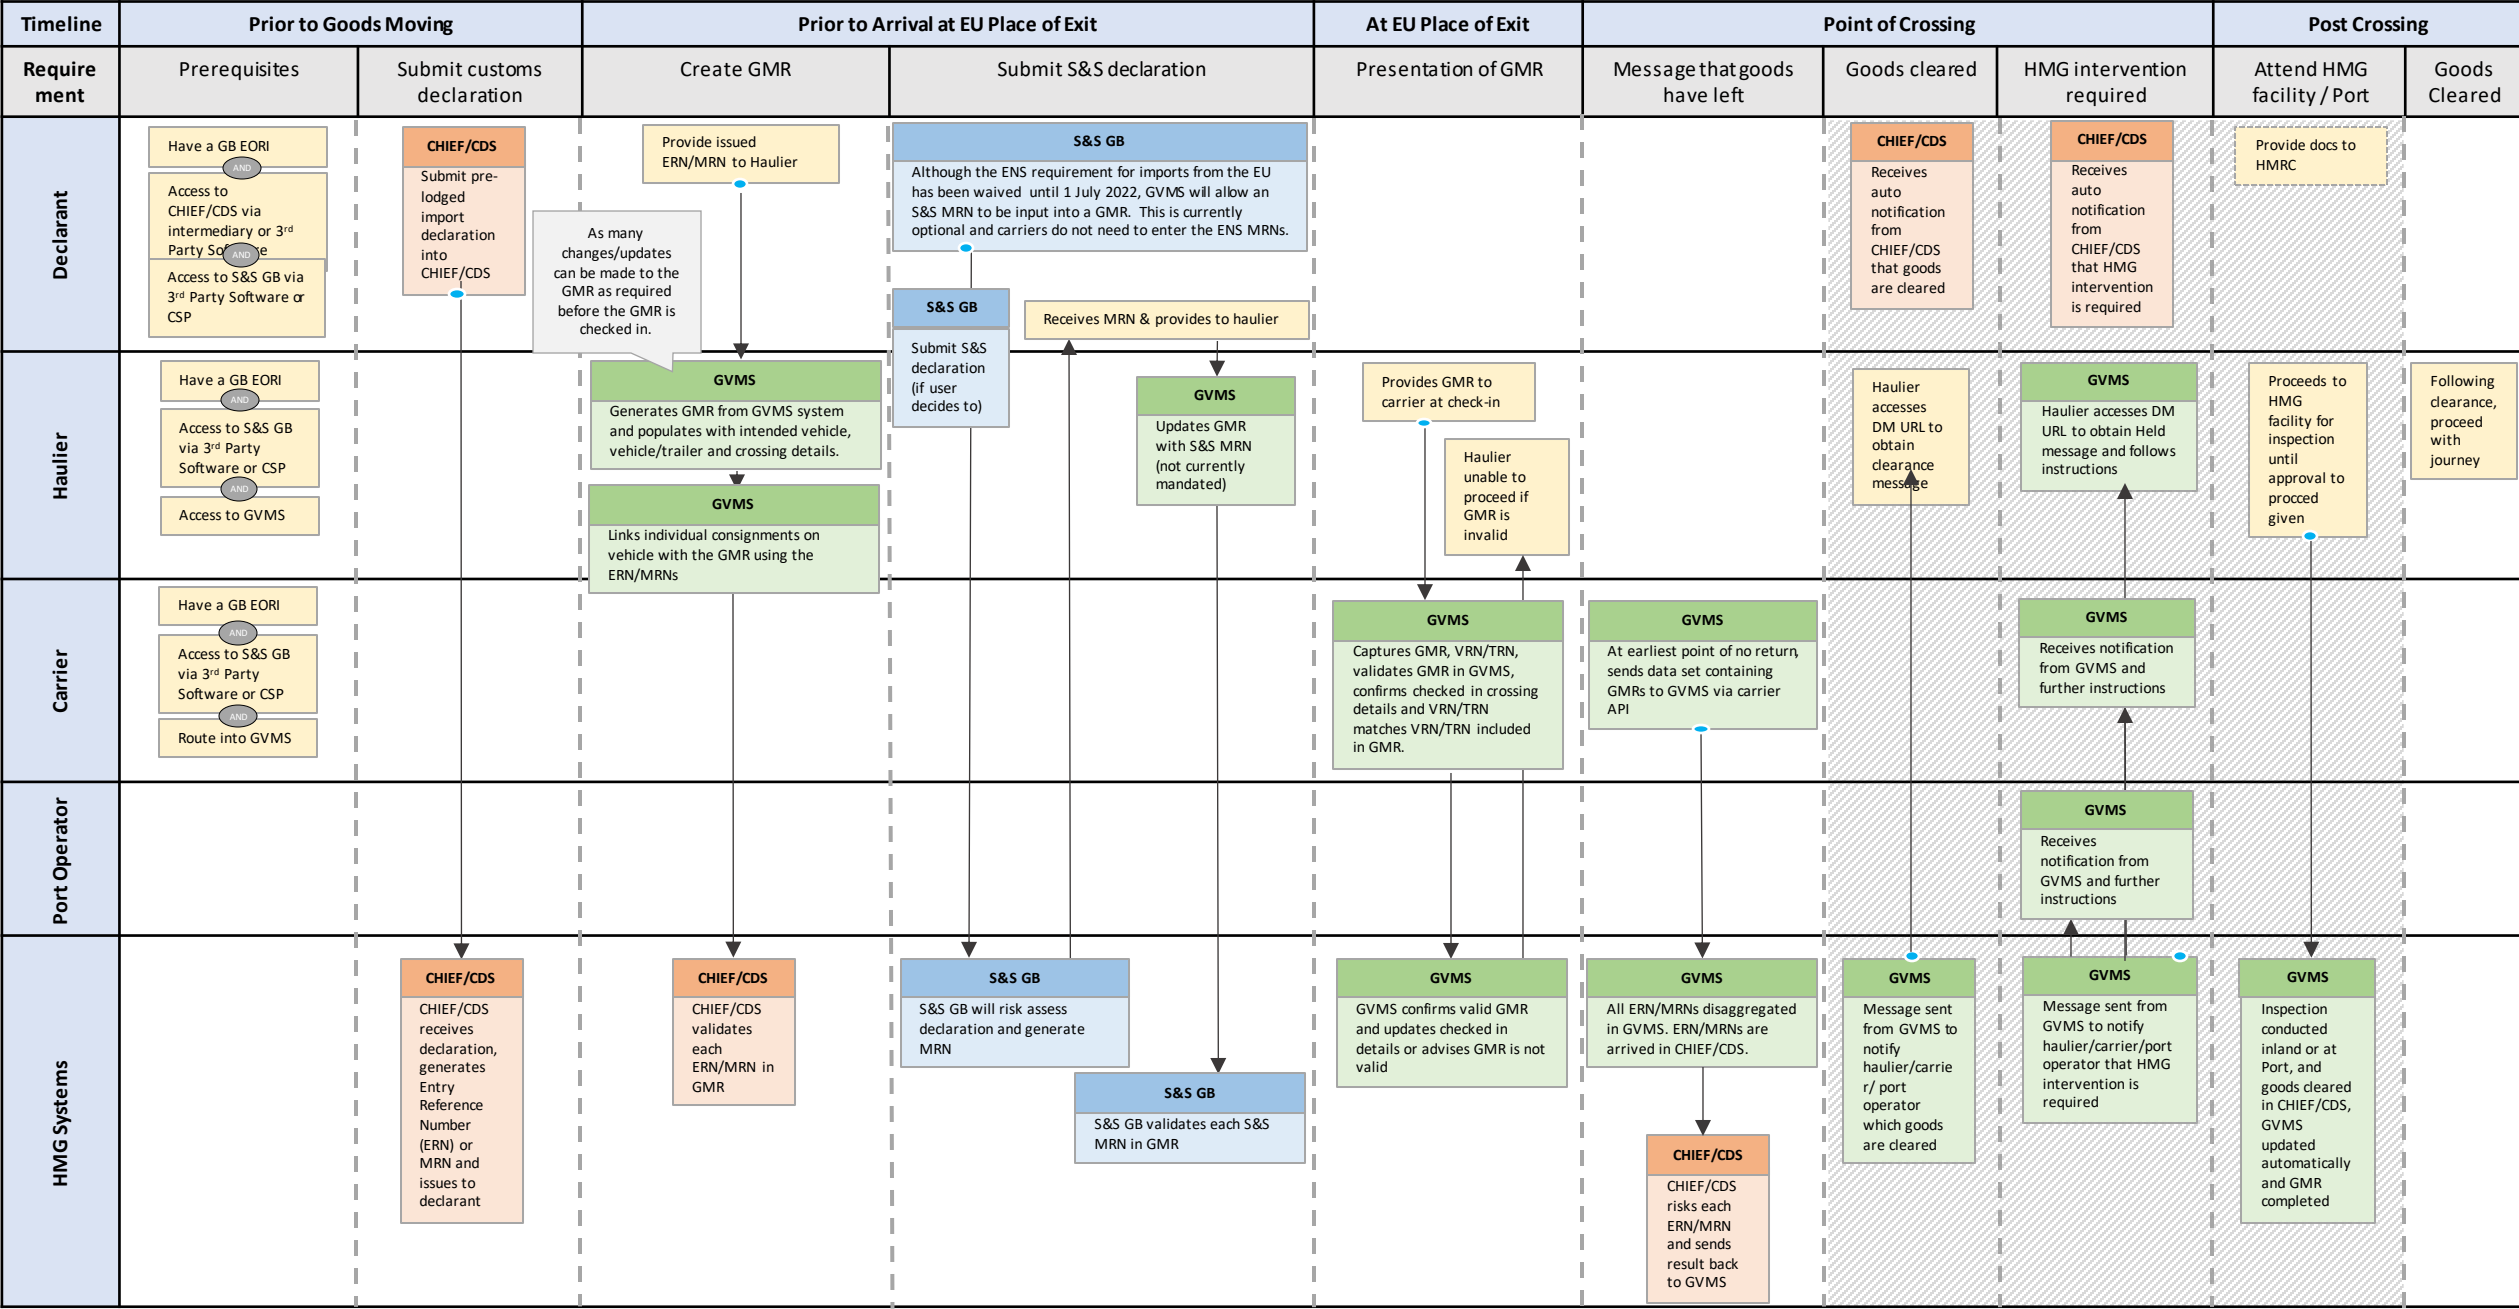 Timeline
Prior to Goods Moving
Prior to Arrival at EU Place of Exit
At EU Place of Exit
Point of Crossing
Post Crossing
Require
ment
Prerequisites
Submit customs
declaration
Create GMR
Submit S&S declaration
Presentation of GMR
Message that goods
have left
Goods cleared
HMG intervention
required
Attend HMG
facility / Port
Goods
Cleared
Declarant
Have a GB EORI
AND
Access to
CHIEF/CDS via
intermediary or 3rd
Party Software
AND
Access to S&S GB via
3rd Party Software or
CSP
CHIEF/CDS
Submit pre-
lodged
import
declaration
into
CHIEF/CDS
Provide issued
ERN/MRN to Haulier
As many
changes/updates
can be made to the
GMR as required
before the GMR is
checked in.
S&S GB
Although the ENS requirement for imports from the EU
has been waived until 1 July 2022, GVMS will allow an
S&S MRN to be input into a GMR. This is currently
optional and carriers do not need to enter the ENS MRNs.
S&S GB
Submit S&S
declaration
(if user
decides to)
Receives MRN & provides to haulier
CHIEF/CDS
Receives
auto
notification
from
CHIEF/CDS
that goods
are cleared
CHIEF/CDS
Receives
auto
notification
from
CHIEF/CDS
that HMG
intervention
is required
Provide docs to
HMRC
Haulier
Have a GB EORI
AND
Access to S&S GB
via 3rd Party
Software or CSP
AND
Access to GVMS
GVMS
Generates GMR from GVMS system
and populates with intended vehicle,
vehicle/trailer and crossing details.
GVMS
Links individual consignments on
vehicle with the GMR using the
ERN/MRNs
GVMS
Updates GMR
with S&S MRN
(not currently
mandated)
Provides GMR to
carrier at check-in
Haulier
unable to
proceed if
GMR is
invalid
Haulier
accesses
DM URL to
obtain
clearance
message
GVMS
Haulier accesses DM
URL to obtain Held
message and follows
instructions
Proceeds to
HMG
facility for
inspection
until
approval to
procced
given
Following
clearance,
proceed
with
journey
Carrier
Have a GB EORI
AND
Access to S&S GB
via 3rd Party
Software or CSP
AND
Route into GVMS
GVMS
Captures GMR, VRN/TRN,
validates GMR in GVMS,
confirms checked in crossing
details and VRN/TRN
matches VRN/TRN included
in GMR.
GVMS
At earliest point of no return,
sends data set containing
GMRs to GVMS via carrier
API
GVMS
Receives notification
from GVMS and
further instructions
Port Operator
GVMS
Receives
notification from
GVMS and further
instructions
HMG Systems
CHIEF/CDS
CHIEF/CDS
receives
declaration,
generates
Entry
Reference
Number
(ERN) or
MRN and
issues to
declarant
CHIEF/CDS
CHIEF/CDS
validates
each
ERN/MRN in
GMR
S&S GB
S&S GB will risk assess
declaration and generate
MRN
S&S GB
S&S GB validates each S&S
MRN in GMR
GVMS
GVMS confirms valid GMR
and updates checked in
details or advises GMR is not
valid
GVMS
All ERN/MRNs disaggregated
in GVMS. ERN/MRNs are
arrived in CHIEF/CDS.
CHIEF/CDS
CHIEF/CDS
risks each
ERN/MRN
and sends
result back
to GVMS
GVMS
Message sent
from GVMS to
notify
haulier/carrie
r/ port
operator
which goods
are cleared
GVMS
Message sent from
GVMS to notify
haulier/carrier/port
operator that HMG
intervention is
required
GVMS
Inspection
conducted
inland or at
Port, and
goods cleared
in CHIEF/CDS,
GVMS
updated
automatically
and GMR
completed